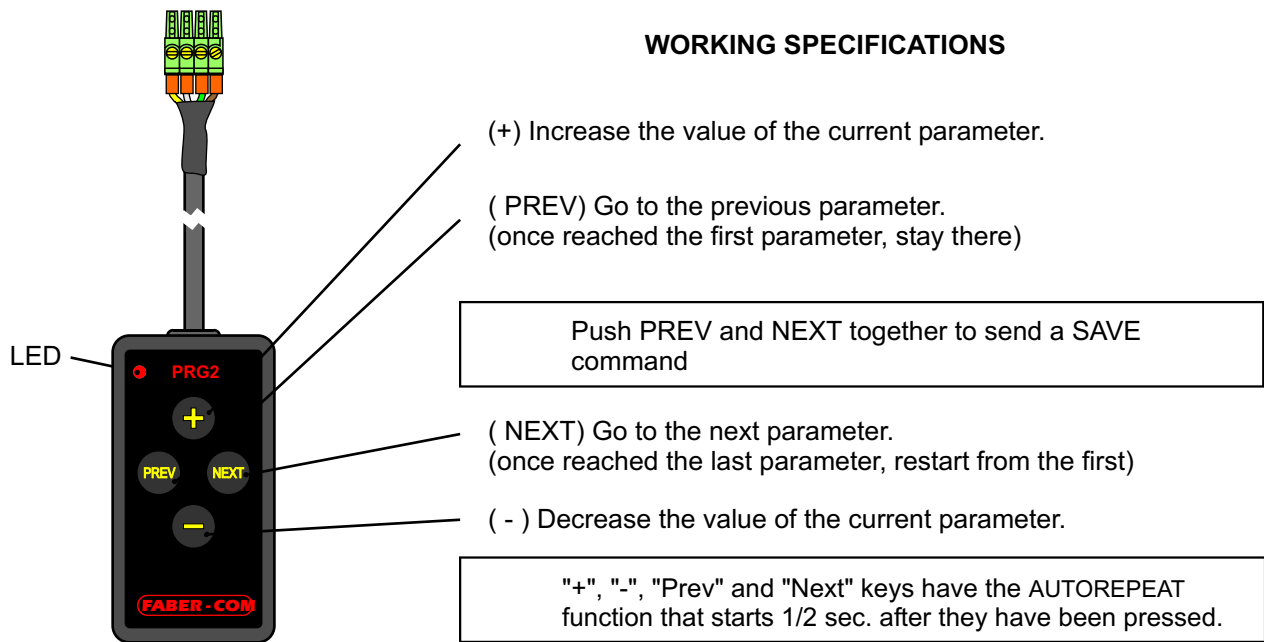 WORKING SPECIFICATIONS
(+) Increase the value of the current parameter.
( PREV) Go to the previous parameter.
(once reached the first parameter, stay there)
Push PREV and NEXT together to send a SAVE
command
LED
PRG2
+
PREV
NEXT
−
FABER-COM
( NEXT) Go to the next parameter.
(once reached the last parameter, restart from the first)
( - ) Decrease the value of the current parameter.
"+", "-", "Prev" and "Next" keys have the AUTOREPEAT
function that starts 1/2 sec. after they have been pressed.